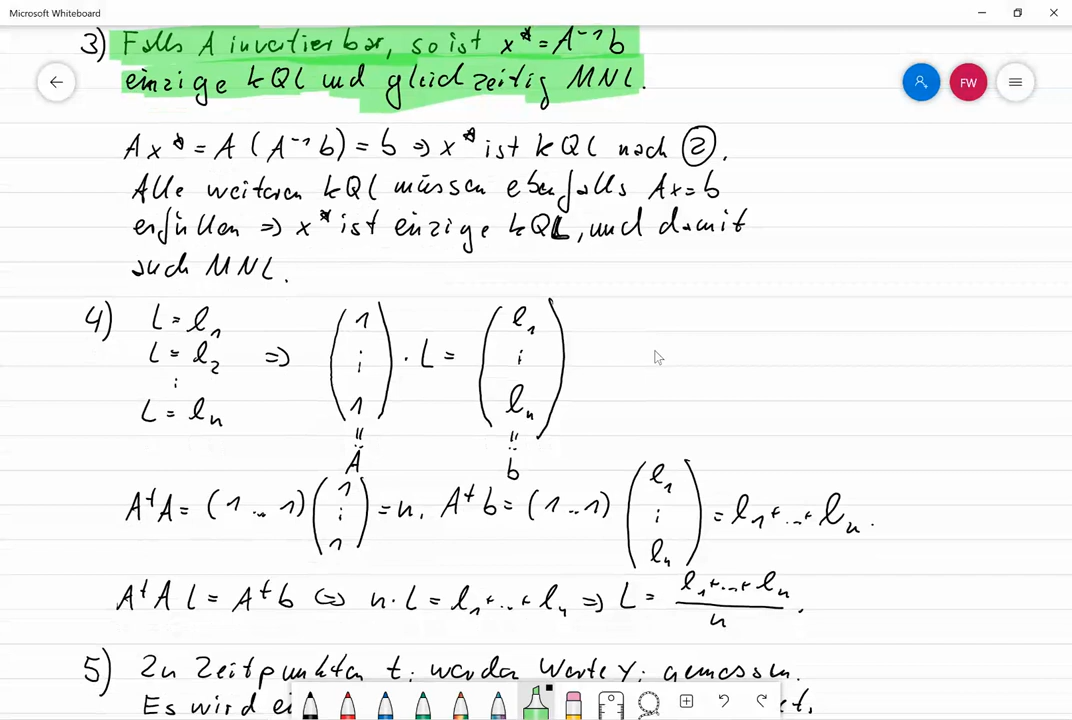 Microsoft Whiteboard
3) Falls A invertierbar, so ist x* = A⁻¹b
einzige kQL und gleichzeitig MNL.
FW
Ax* = A(A⁻¹b) = b ⇒ x* ist kQL nach ②.
Alle weiteren kQL müssen ebenfalls Ax=b
erfüllen ⇒ x* ist einzige kQL, und damit
auch MNL.
4) L = l₁
L = l₂ ⇒ (1 ⋮ 1) · L = (l₁ ⋮ lₙ)
⋮
L = lₙ
=: A =: b
AᵗA = (1 ... 1) (1 ⋮ 1) = n, Aᵗb = (1 ... 1) (l₁ ⋮ lₙ) = l₁+...+lₙ.
AᵗA L = Aᵗb ⇔ n·L = l₁+...+lₙ ⇒ L = (l₁+...+lₙ)/n.
5) Zu Zeitpunkten tᵢ werden Werte yᵢ gemessen.
Es wird